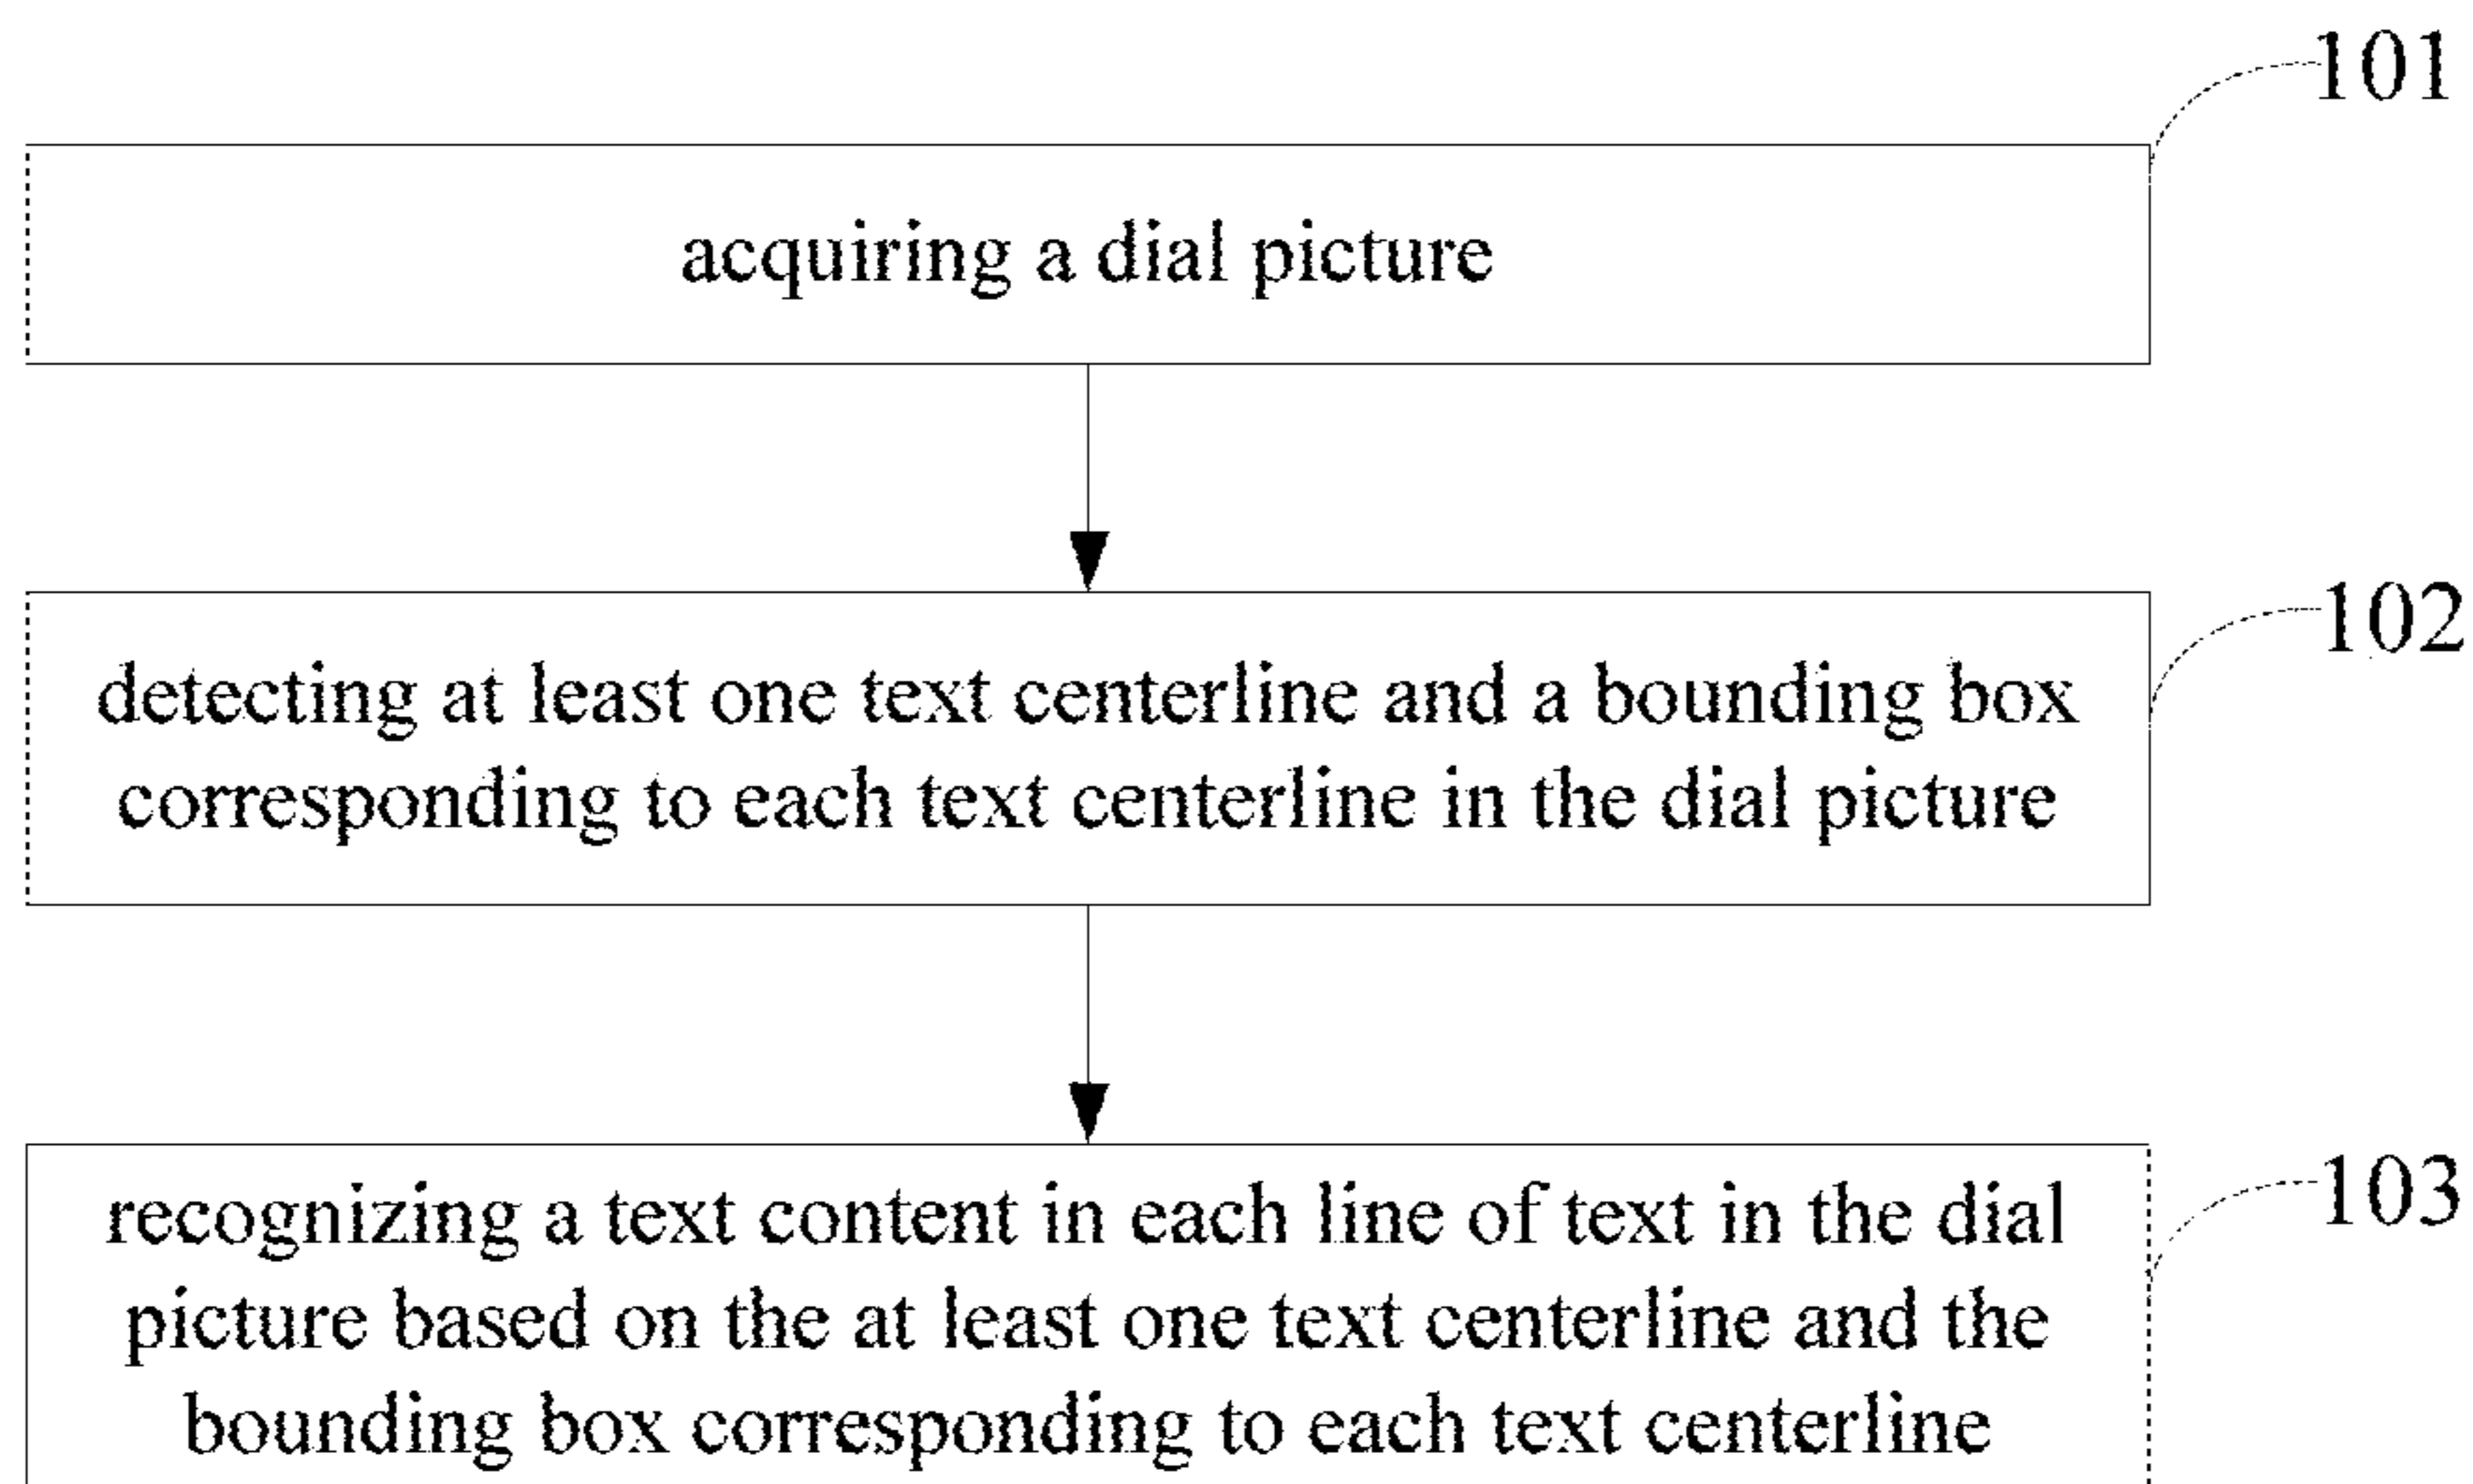 101
acquiring a dial picture
102
detecting at least one text centerline and a bounding box
corresponding to each text centerline in the dial picture
103
recognizing a text content in each line of text in the dial
picture based on the at least one text centerline and the
bounding box corresponding to each text centerline